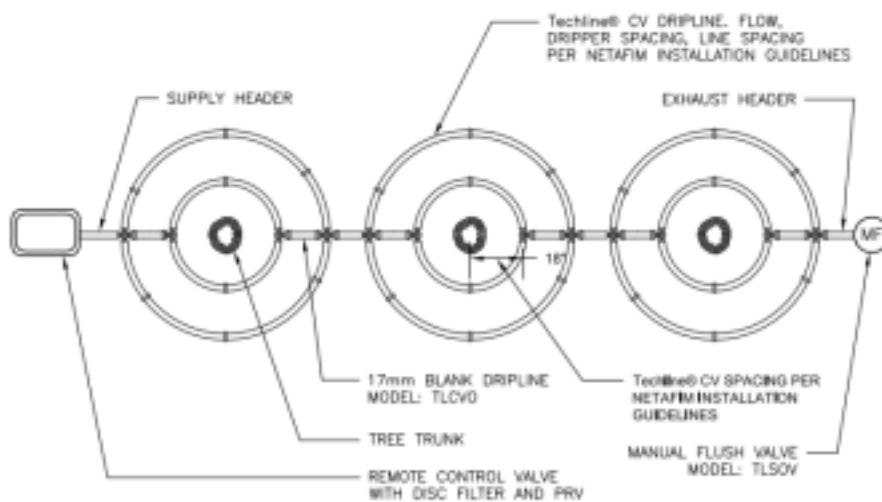 Techline® CV DRIPLINE. FLOW,
DRIPPER SPACING, LINE SPACING
PER NETAFIM INSTALLATION GUIDELINES
SUPPLY HEADER
EXHAUST HEADER
MF
18"
17mm BLANK DRIPLINE
MODEL: TLCV0
Techline® CV SPACING PER
NETAFIM INSTALLATION
GUIDELINES
TREE TRUNK
MANUAL FLUSH VALVE
MODEL: TLSOV
REMOTE CONTROL VALVE
WITH DISC FILTER AND PRV